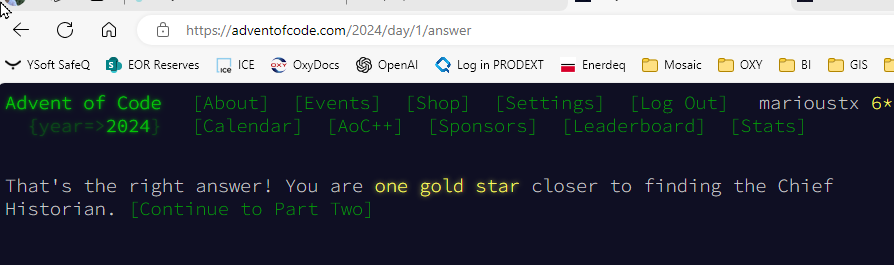 https://adventofcode.com/2024/day/1/answer
YSoft SafeQ EOR Reserves ICE OxyDocs OpenAI Log in PRODEXT Enerdeq Mosaic OXY BI GIS
Advent of Code [About] [Events] [Shop] [Settings] [Log Out] marioustx 6*
{year=>2024} [Calendar] [AoC++] [Sponsors] [Leaderboard] [Stats]
That's the right answer! You are one gold star closer to finding the Chief
Historian. [Continue to Part Two]